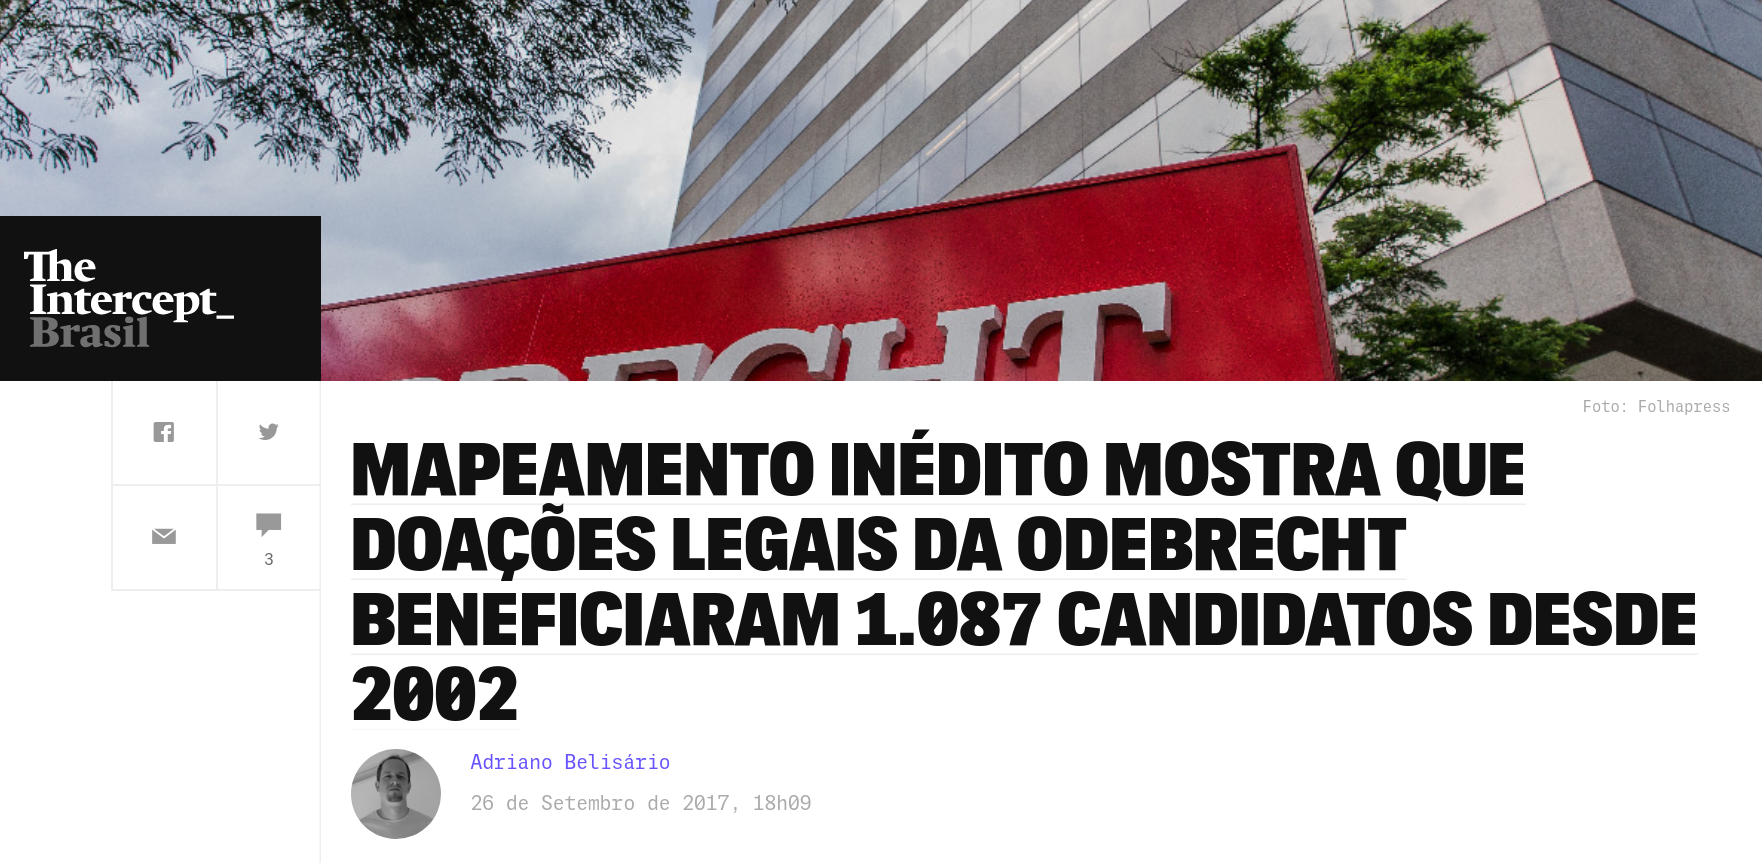 The
Intercept_
Brasil
BRECHT
Foto: Folhapress
3
MAPEAMENTO INÉDITO MOSTRA QUE
DOAÇÕES LEGAIS DA ODEBRECHT
BENEFICIARAM 1.087 CANDIDATOS DESDE
2002
Adriano Belisário
26 de Setembro de 2017, 18h09